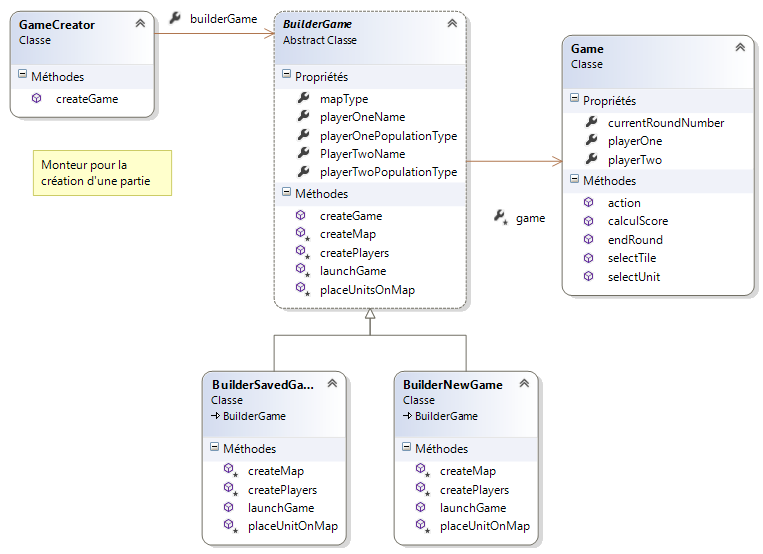 GameCreator
Classe
Méthodes
createGame
builderGame
Monteur pour la
création d'une partie
BuilderGame
Abstract Classe
Propriétés
mapType
playerOneName
playerOnePopulationType
PlayerTwoName
playerTwoPopulationType
Méthodes
createGame
createMap
createPlayers
launchGame
placeUnitsOnMap
game
Game
Classe
Propriétés
currentRoundNumber
playerOne
playerTwo
Méthodes
action
calculScore
endRound
selectTile
selectUnit
BuilderSavedGa...
Classe
BuilderGame
Méthodes
createMap
createPlayers
launchGame
placeUnitOnMap
BuilderNewGame
Classe
BuilderGame
Méthodes
createMap
createPlayers
launchGame
placeUnitOnMap